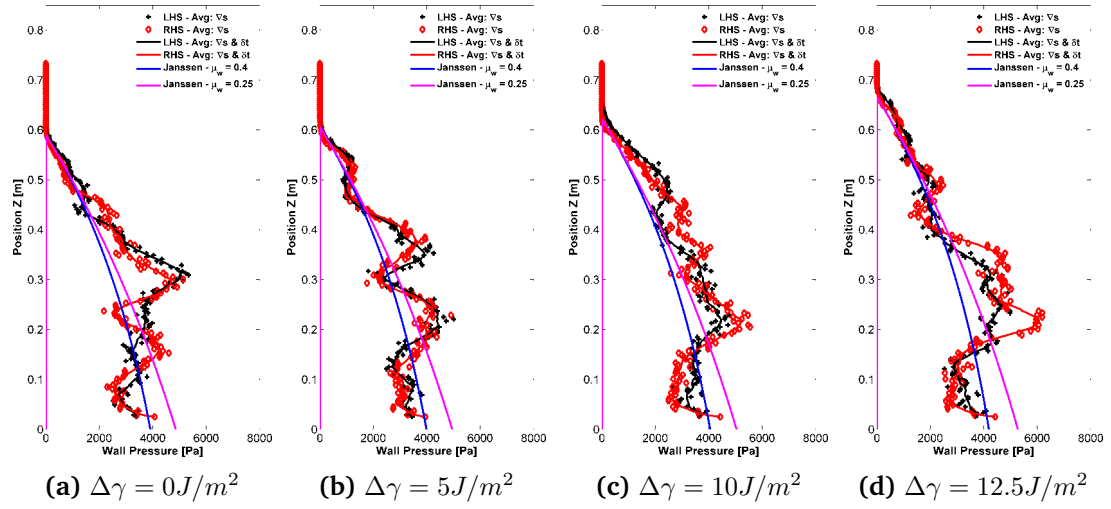 LHS - Avg: ∇s
RHS - Avg: ∇s
LHS - Avg: ∇s & δt
RHS - Avg: ∇s & δt
Janssen - μw = 0.4
Janssen - μw = 0.25
0.8
0.7
0.6
0.5
0.4
0.3
0.2
0.1
0
Position Z [m]
0 2000 4000 6000 8000
Wall Pressure [Pa]
(a) Δγ = 0J/m²
LHS - Avg: ∇s
RHS - Avg: ∇s
LHS - Avg: ∇s & δt
RHS - Avg: ∇s & δt
Janssen - μw = 0.4
Janssen - μw = 0.25
0.8
0.7
0.6
0.5
0.4
0.3
0.2
0.1
0
Position Z [m]
0 2000 4000 6000 8000
Wall Pressure [Pa]
(b) Δγ = 5J/m²
LHS - Avg: ∇s
RHS - Avg: ∇s
LHS - Avg: ∇s & δt
RHS - Avg: ∇s & δt
Janssen - μw = 0.4
Janssen - μw = 0.25
0.8
0.7
0.6
0.5
0.4
0.3
0.2
0.1
0
Position Z [m]
0 2000 4000 6000 8000
Wall Pressure [Pa]
(c) Δγ = 10J/m²
LHS - Avg: ∇s
RHS - Avg: ∇s
LHS - Avg: ∇s & δt
RHS - Avg: ∇s & δt
Janssen - μw = 0.4
Janssen - μw = 0.25
0.8
0.7
0.6
0.5
0.4
0.3
0.2
0.1
0
Position Z [m]
0 2000 4000 6000 8000
Wall Pressure [Pa]
(d) Δγ = 12.5J/m²